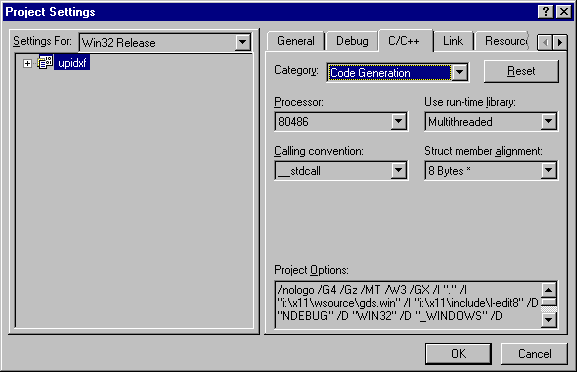 Project Settings
Settings For: Win32 Release
upidxf
General Debug C/C++ Link Resource
Category: Code Generation Reset
Processor: Use run-time library:
80486 Multithreaded
Calling convention: Struct member alignment:
__stdcall 8 Bytes *
Project Options:
/nologo /G4 /Gz /MT /W3 /GX /I "." /I
"i:\x11\wsource\gds.win" /I "i:\x11\include\l-edit8" /D
"NDEBUG" /D "WIN32" /D "_WINDOWS" /D
OK Cancel